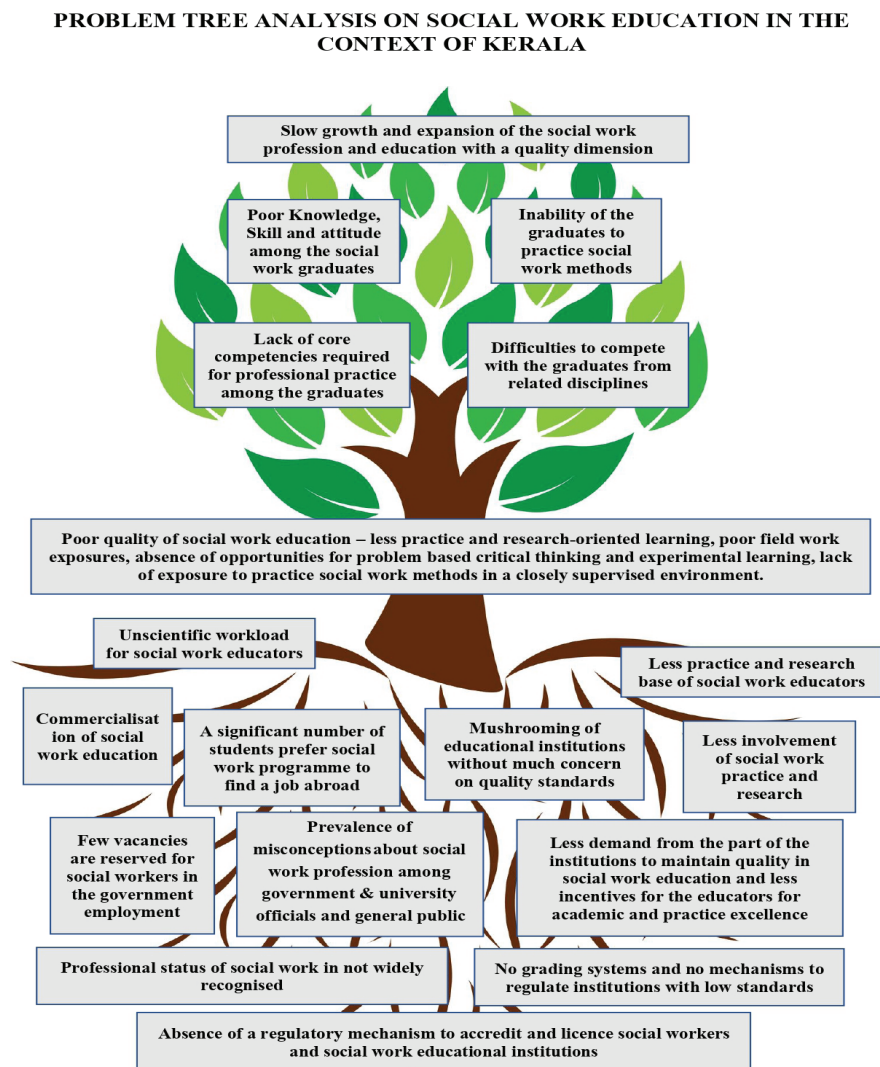 PROBLEM TREE ANALYSIS ON SOCIAL WORK EDUCATION IN THE
CONTEXT OF KERALA
Slow growth and expansion of the social work
profession and education with a quality dimension
Poor Knowledge,
Skill and attitude
among the social
work graduates
Inability of the
graduates to
practice social
work methods
Lack of core
competencies required
for professional practice
among the graduates
Difficulties to compete
with the graduates from
related disciplines
Poor quality of social work education – less practice and research-oriented learning, poor field work
exposures, absence of opportunities for problem based critical thinking and experimental learning, lack
of exposure to practice social work methods in a closely supervised environment.
Unscientific workload
for social work educators
Less practice and research
base of social work educators
Commercialisat
ion of social
work education
A significant number of
students prefer social
work programme to
find a job abroad
Mushrooming of
educational institutions
without much concern
on quality standards
Less involvement
of social work
practice and
research
Few vacancies
are reserved for
social workers in
the government
employment
Prevalence of
misconceptions about social
work profession among
government & university
officials and general public
Less demand from the part of the
institutions to maintain quality in
social work education and less
incentives for the educators for
academic and practice excellence
Professional status of social work in not widely
recognised
No grading systems and no mechanisms to
regulate institutions with low standards
Absence of a regulatory mechanism to accredit and licence social workers
and social work educational institutions